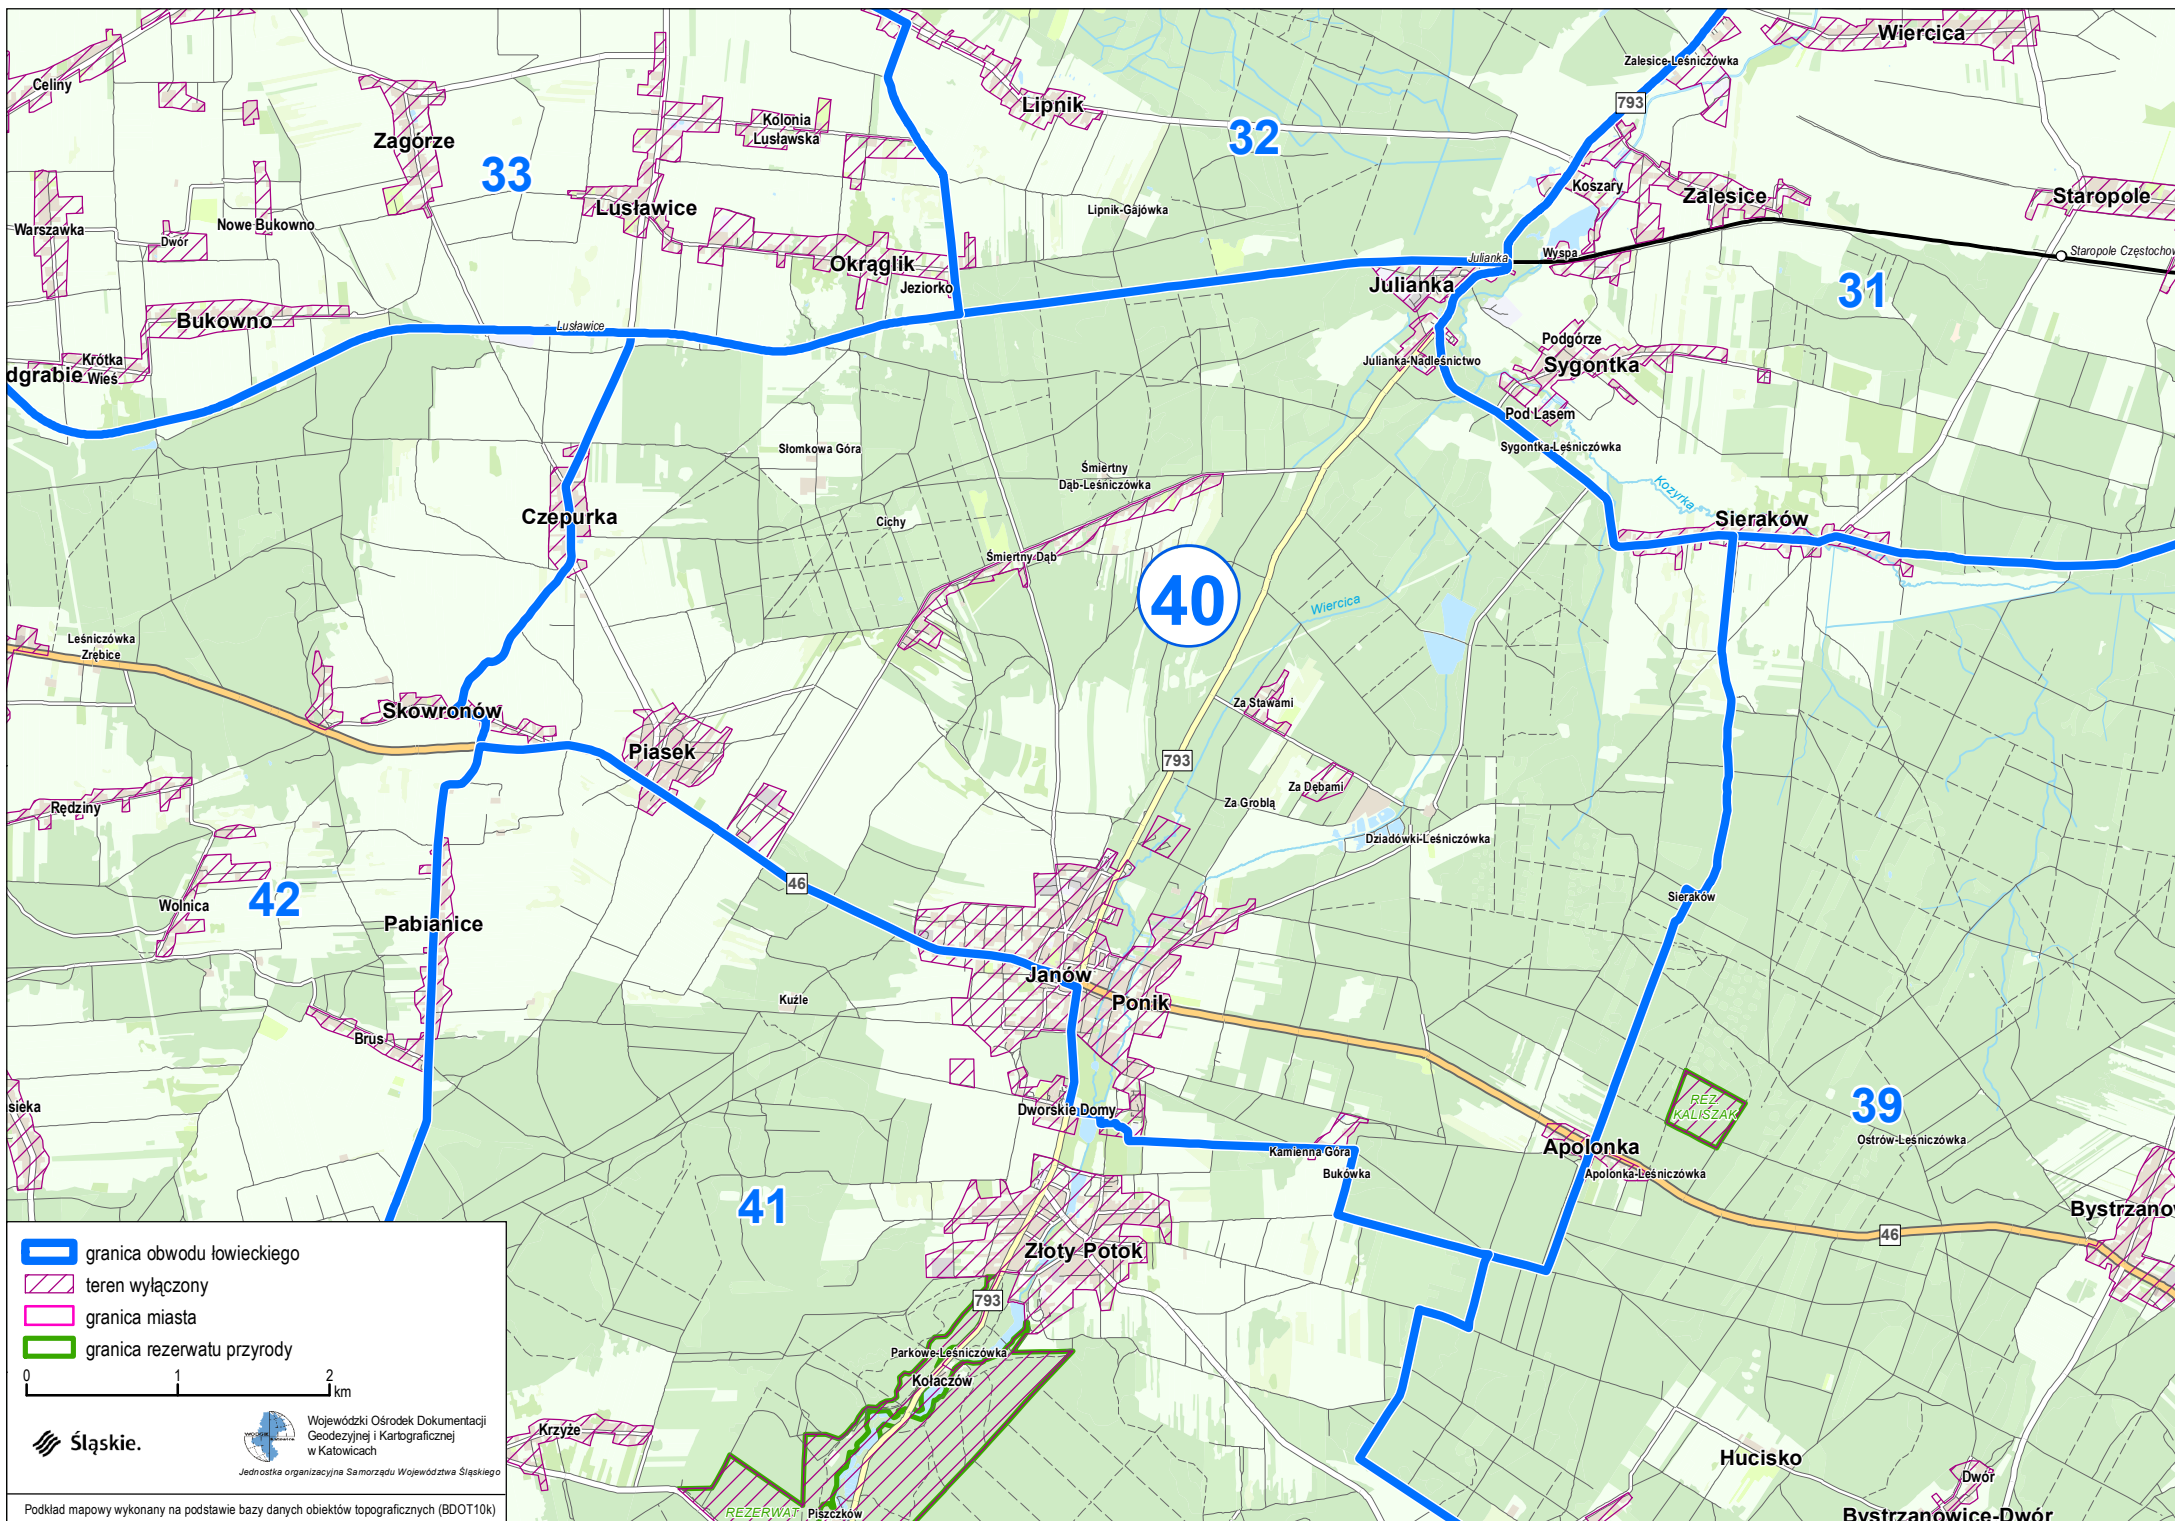 Wiercica
Zalesice-Leśniczówka
Celiny
793
Lipnik
Kolonia
Lusławska
32
Zagórze
33
Koszary
Zalesice
Staropole
Lusławice
Lipnik-Gajówka
Nowe Bukowno
Warszawka
Dwór
Okrąglik
Julianka
Wyspa
Staropole Częstochow
Jeziorko
Julianka
31
Bukowno
Lusławice
Podgórze
Krótka
Wieś
dgrabie
Julianka-Nadleśnictwo
Sygontka
Pod Lasem
Słomkowa Góra
Sygontka-Leśniczówka
Śmiertny
Dąb-Leśniczówka
Kozyrka
Czepurka
Cichy
Sieraków
Śmiertny Dąb
40
Wiercica
Leśniczówka
Zrębice
Skowronów
Za Stawami
Piasek
793
Za Dębami
Rędziny
Za Groblą
Dziadówki-Leśniczówka
46
42
Wolnica
Sieraków
Pabianice
Janów
Kuźle
Ponik
Brus
sieka
Dworskie Domy
REZ.
KALISZAK
39
Ostrów-Leśniczówka
Kamienna Góra
Apolonka
Bukówka
Apolonka-Leśniczówka
41
Bystrzanow
46
Złoty Potok
793
Parkowe-Leśniczówka
Kołaczów
Krzyże
Hucisko
Dwór
REZERWAT
Piszczków
Bystrzanowice-Dwór
granica obwodu łowieckiego
teren wyłączony
granica miasta
granica rezerwatu przyrody
0 1 2
km
Śląskie.
WODGiK Katowice
Wojewódzki Ośrodek Dokumentacji
Geodezyjnej i Kartograficznej
w Katowicach
Jednostka organizacyjna Samorządu Województwa Śląskiego
Podkład mapowy wykonany na podstawie bazy danych obiektów topograficznych (BDOT10k)